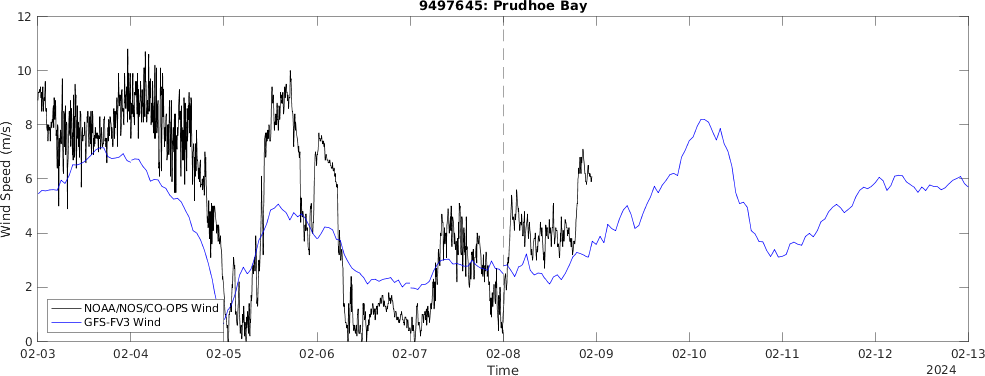 9497645: Prudhoe Bay
12
10
8
6
4
2
0
Wind Speed (m/s)
NOAA/NOS/CO-OPS Wind
GFS-FV3 Wind
02-03 02-04 02-05 02-06 02-07 02-08 02-09 02-10 02-11 02-12 02-13
Time
2024